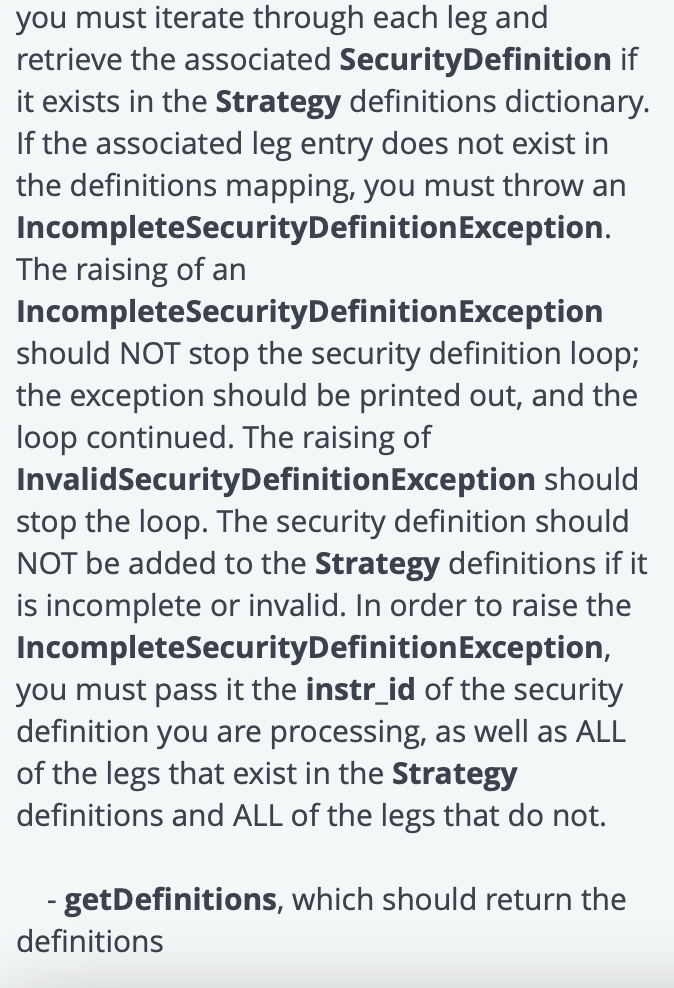 you must iterate through each leg and
retrieve the associated SecurityDefinition if
it exists in the Strategy definitions dictionary.
If the associated leg entry does not exist in
the definitions mapping, you must throw an
IncompleteSecurityDefinitionException.
The raising of an
IncompleteSecurityDefinitionException
should NOT stop the security definition loop;
the exception should be printed out, and the
loop continued. The raising of
InvalidSecurityDefinitionException should
stop the loop. The security definition should
NOT be added to the Strategy definitions if it
is incomplete or invalid. In order to raise the
IncompleteSecurityDefinitionException,
you must pass it the instr_id of the security
definition you are processing, as well as ALL
of the legs that exist in the Strategy
definitions and ALL of the legs that do not.
- getDefinitions, which should return the
definitions